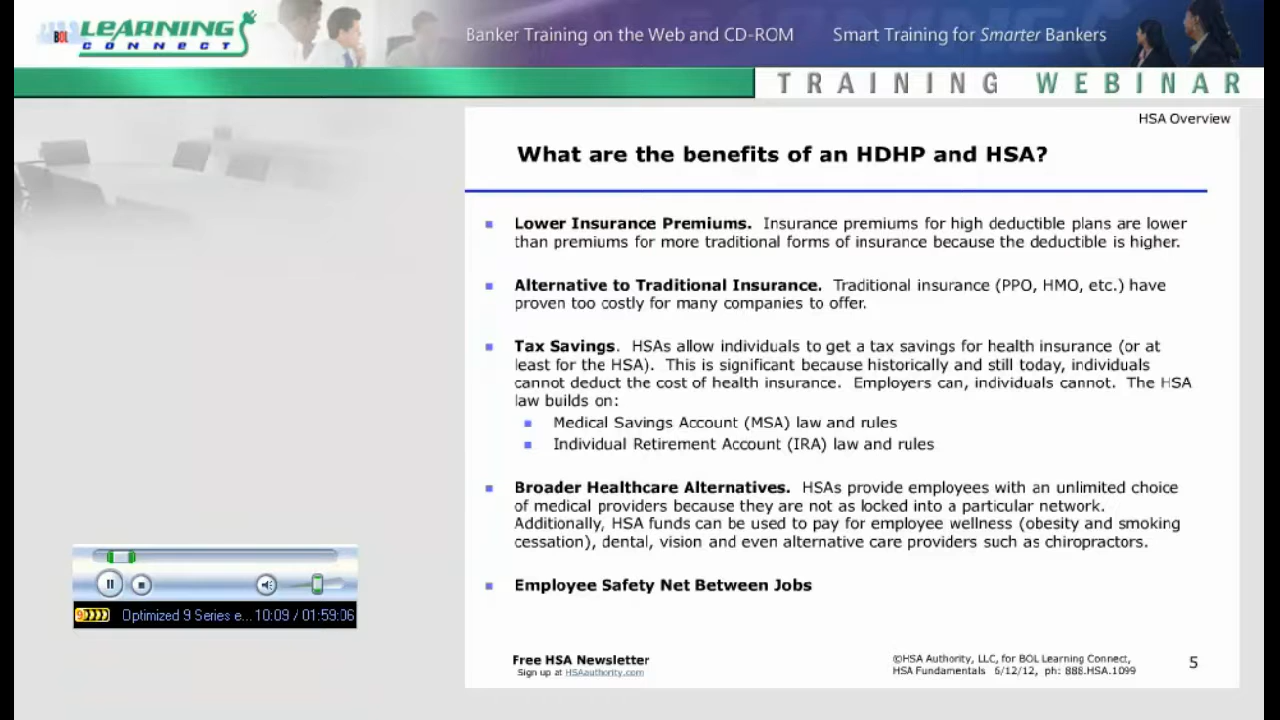 BOL LEARNING
CONNECT
Banker Training on the Web and CD-ROM Smart Training for Smarter Bankers
TRAINING WEBINAR
HSA Overview
What are the benefits of an HDHP and HSA?
Lower Insurance Premiums. Insurance premiums for high deductible plans are lower
than premiums for more traditional forms of insurance because the deductible is higher.
Alternative to Traditional Insurance. Traditional insurance (PPO, HMO, etc.) have
proven too costly for many companies to offer.
Tax Savings. HSAs allow individuals to get a tax savings for health insurance (or at
least for the HSA). This is significant because historically and still today, individuals
cannot deduct the cost of health insurance. Employers can, individuals cannot. The HSA
law builds on:
Medical Savings Account (MSA) law and rules
Individual Retirement Account (IRA) law and rules
Broader Healthcare Alternatives. HSAs provide employees with an unlimited choice
of medical providers because they are not as locked into a particular network.
Additionally, HSA funds can be used to pay for employee wellness (obesity and smoking
cessation), dental, vision and even alternative care providers such as chiropractors.
Employee Safety Net Between Jobs
9 Optimized 9 Series e... 10:09 / 01:59:06
Free HSA Newsletter
Sign up at HSAauthority.com
©HSA Authority, LLC, for BOL Learning Connect,
HSA Fundamentals 6/12/12, ph: 888.HSA.1099
5